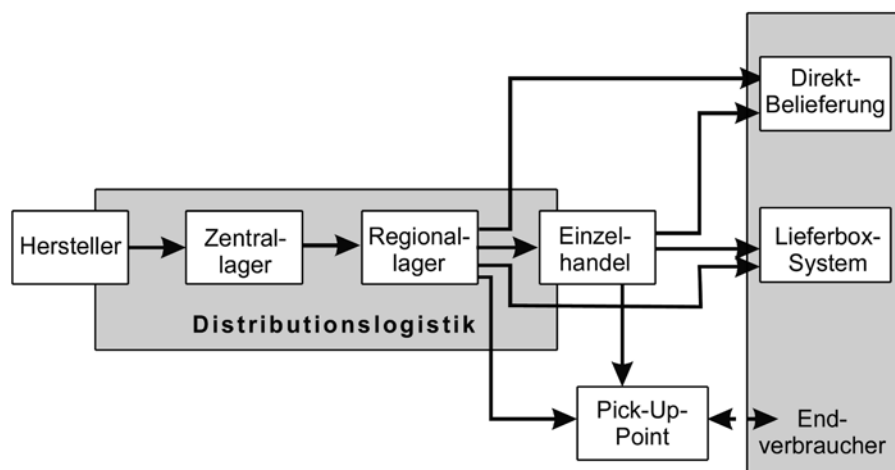 Direkt-
Belieferung
Hersteller
Zentral-
lager
Regional-
lager
Einzel-
handel
Lieferbox-
System
Distributionslogistik
Pick-Up-
Point
End-
verbraucher